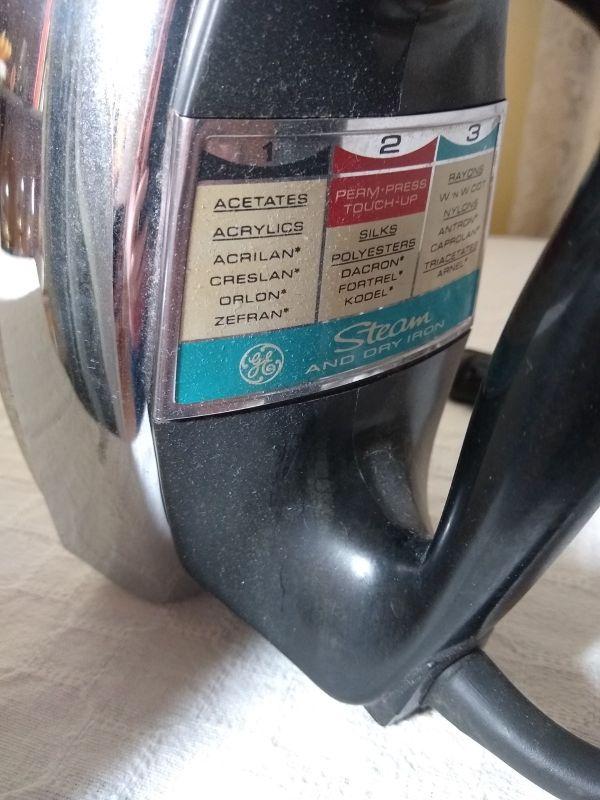 1
ACETATES
ACRYLICS
ACRILAN*
CRESLAN*
ORLON*
ZEFRAN*
2
PERM-PRESS
TOUCH-UP
SILKS
POLYESTERS
DACRON*
FORTREL*
KODEL*
3
RAYONS
W 'N W COT
NYLONS
ANTRON*
CAPROLAN*
TRIACETATES
ARNEL*
GE
Steam
AND DRY IRON